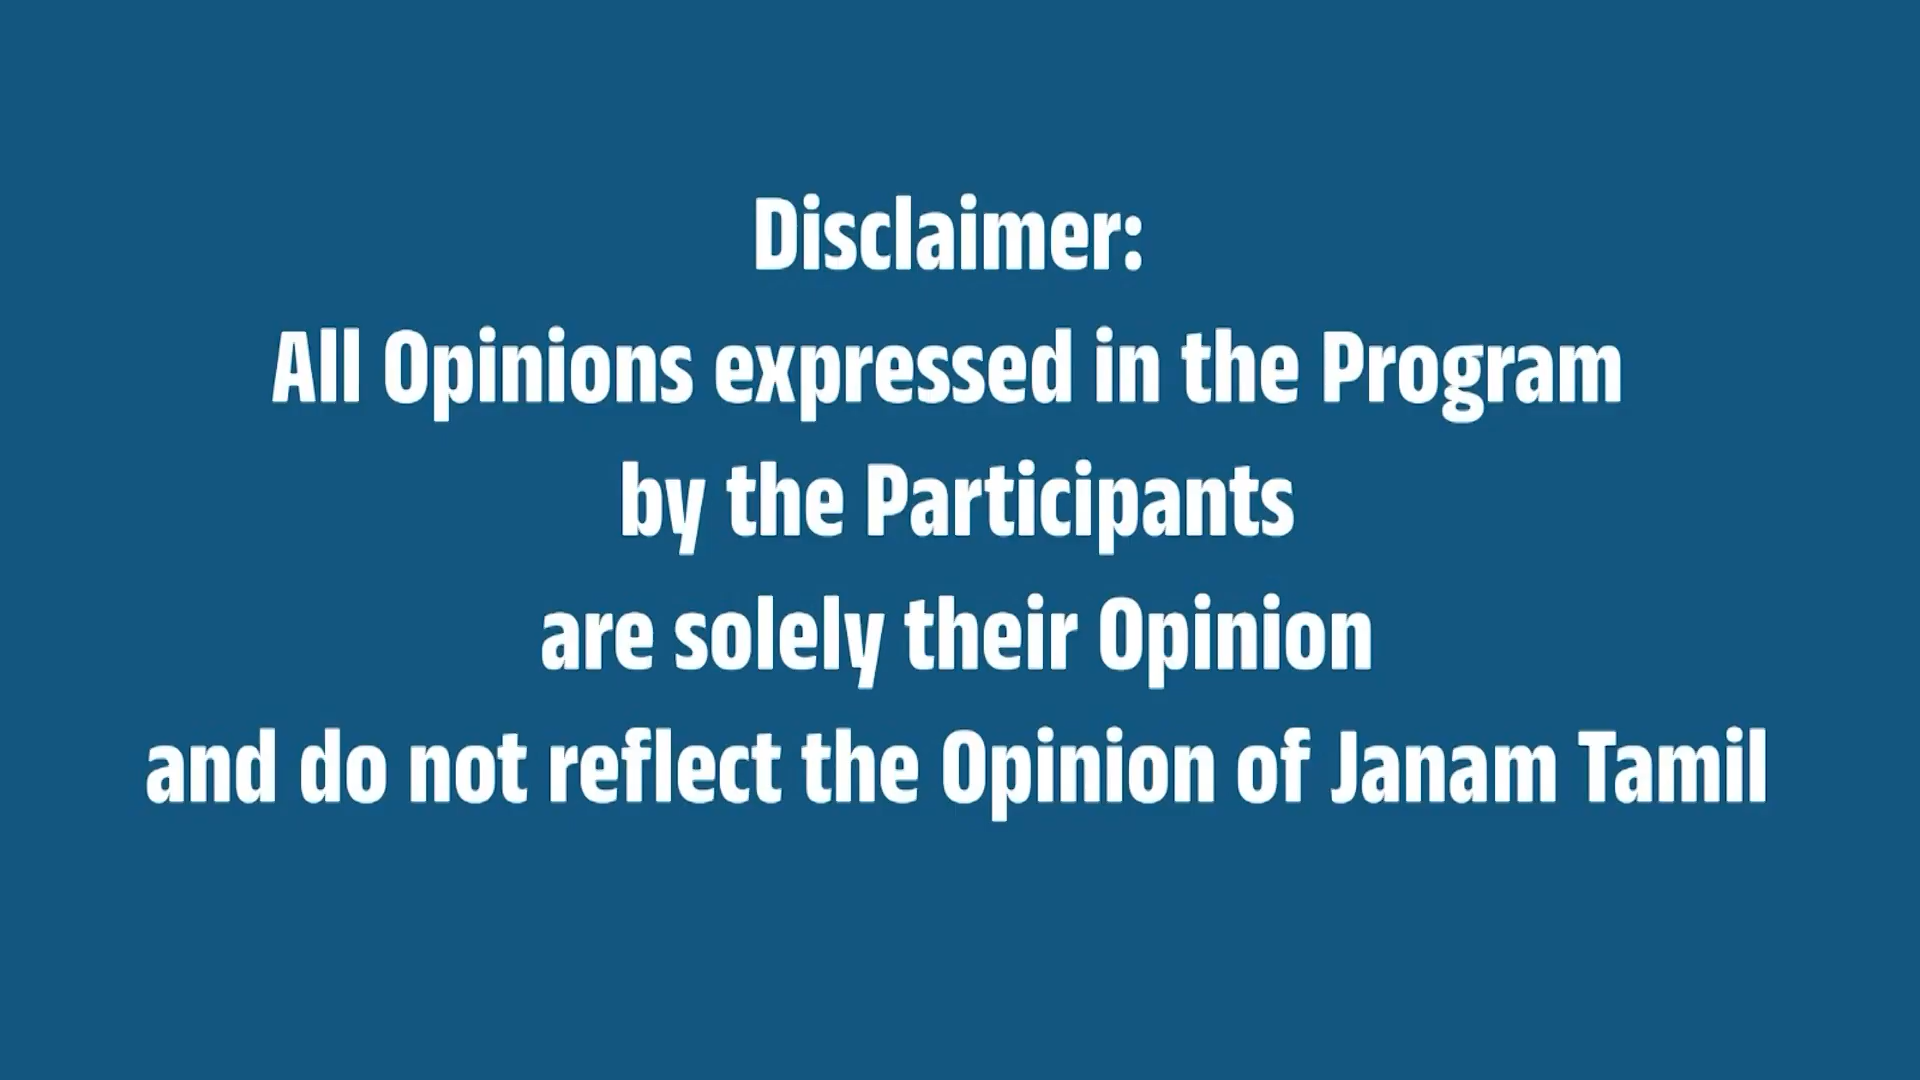 Disclaimer:
All Opinions expressed in the Program
by the Participants
are solely their Opinion
and do not reflect the Opinion of Janam Tamil